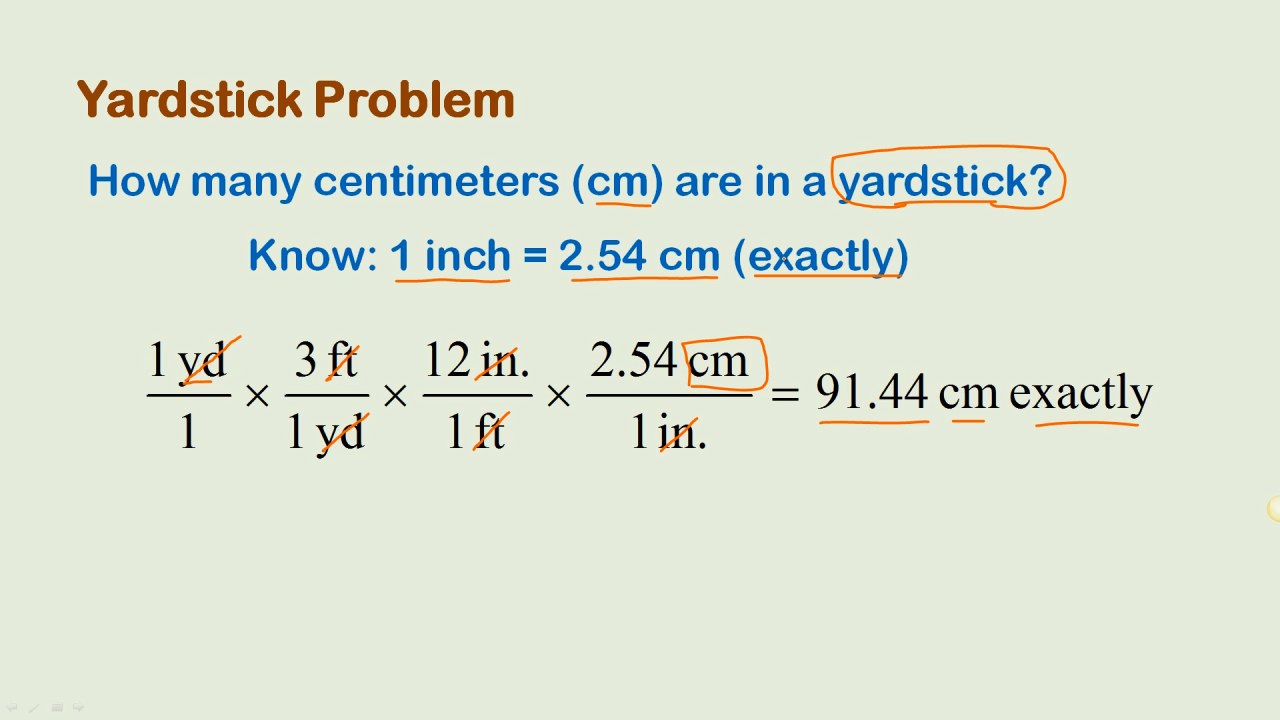 Yardstick Problem
How many centimeters (cm) are in a yardstick?
Know: 1 inch = 2.54 cm (exactly)
1 yd/1 × 3 ft/1 yd × 12 in./1 ft × 2.54 cm/1 in. = 91.44 cm exactly